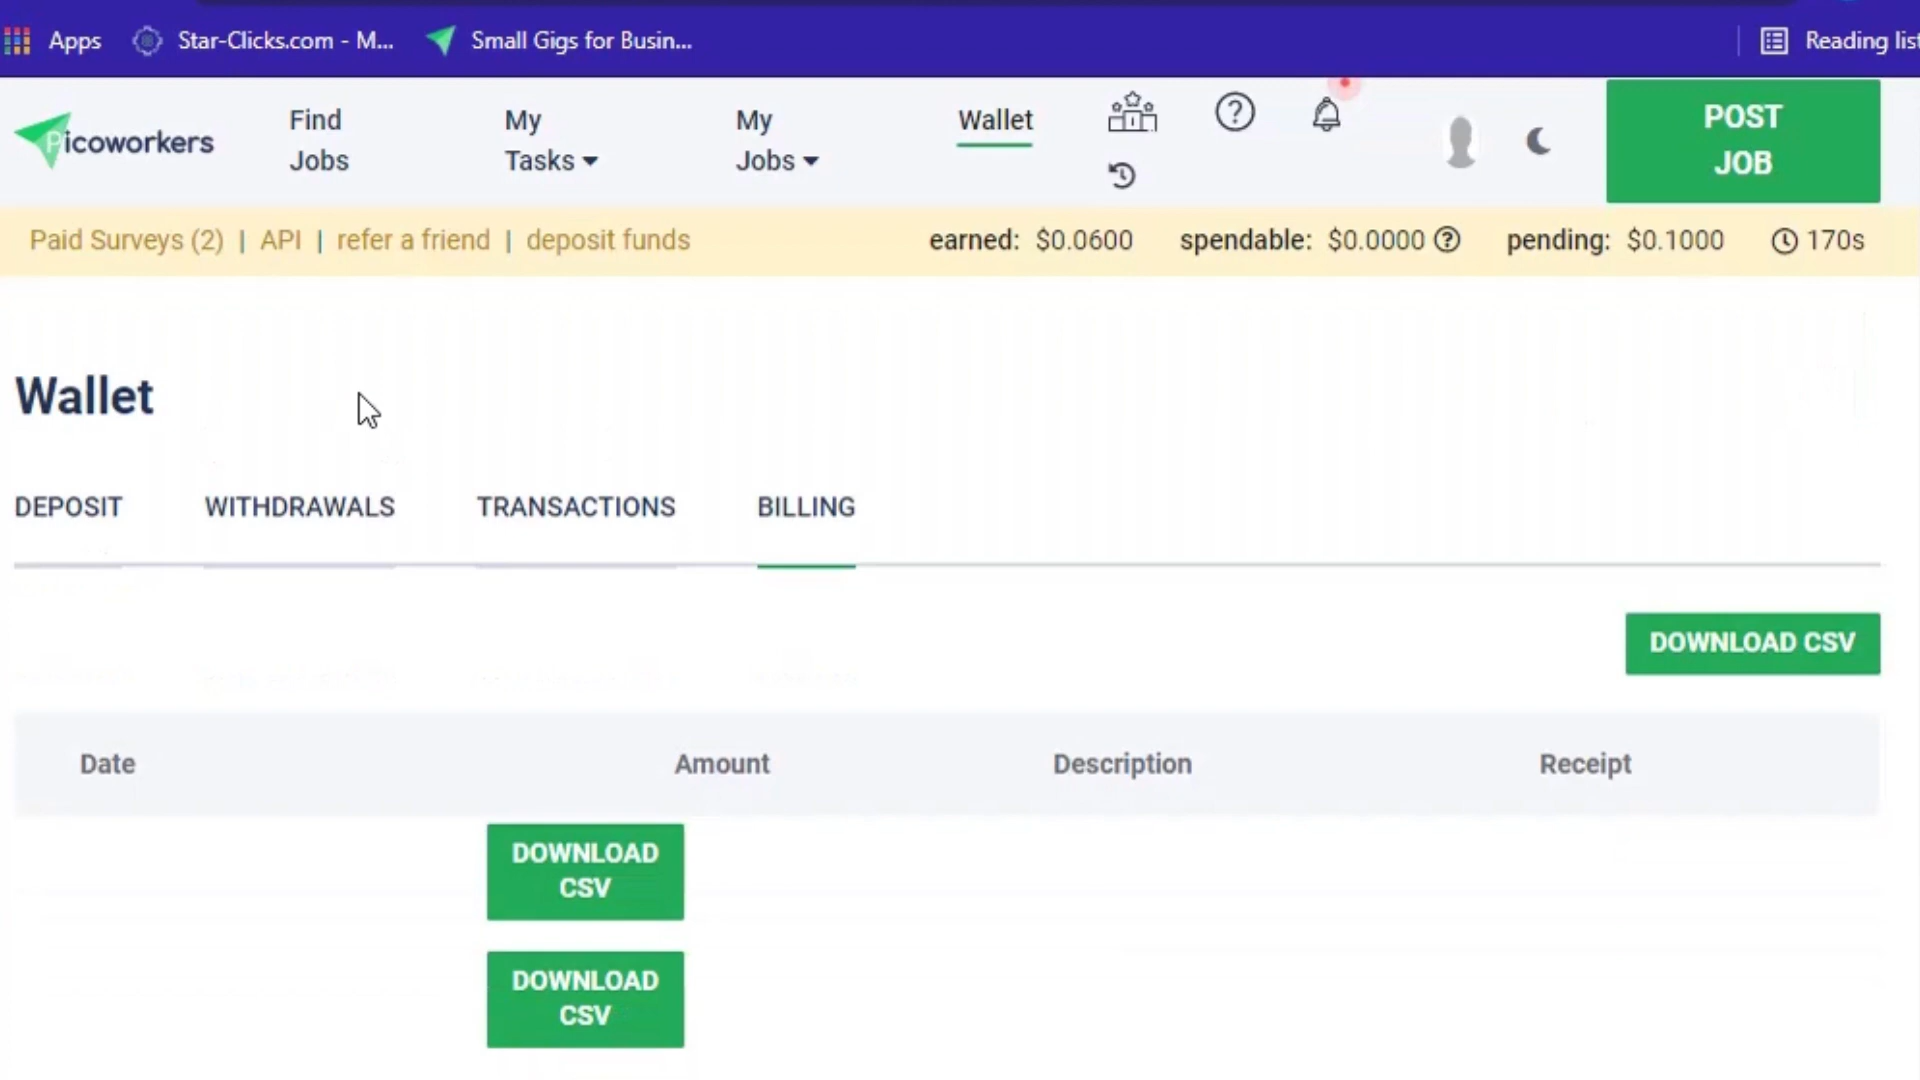 Apps Star-Clicks.com - M... Small Gigs for Busin... Reading list
Picoworkers
Find
Jobs
My
Tasks
My
Jobs
Wallet
POST
JOB
Paid Surveys (2) | API | refer a friend | deposit funds earned: $0.0600 spendable: $0.0000 pending: $0.1000 170s
Wallet
DEPOSIT WITHDRAWALS TRANSACTIONS BILLING
DOWNLOAD CSV
Date Amount Description Receipt
DOWNLOAD
CSV
DOWNLOAD
CSV